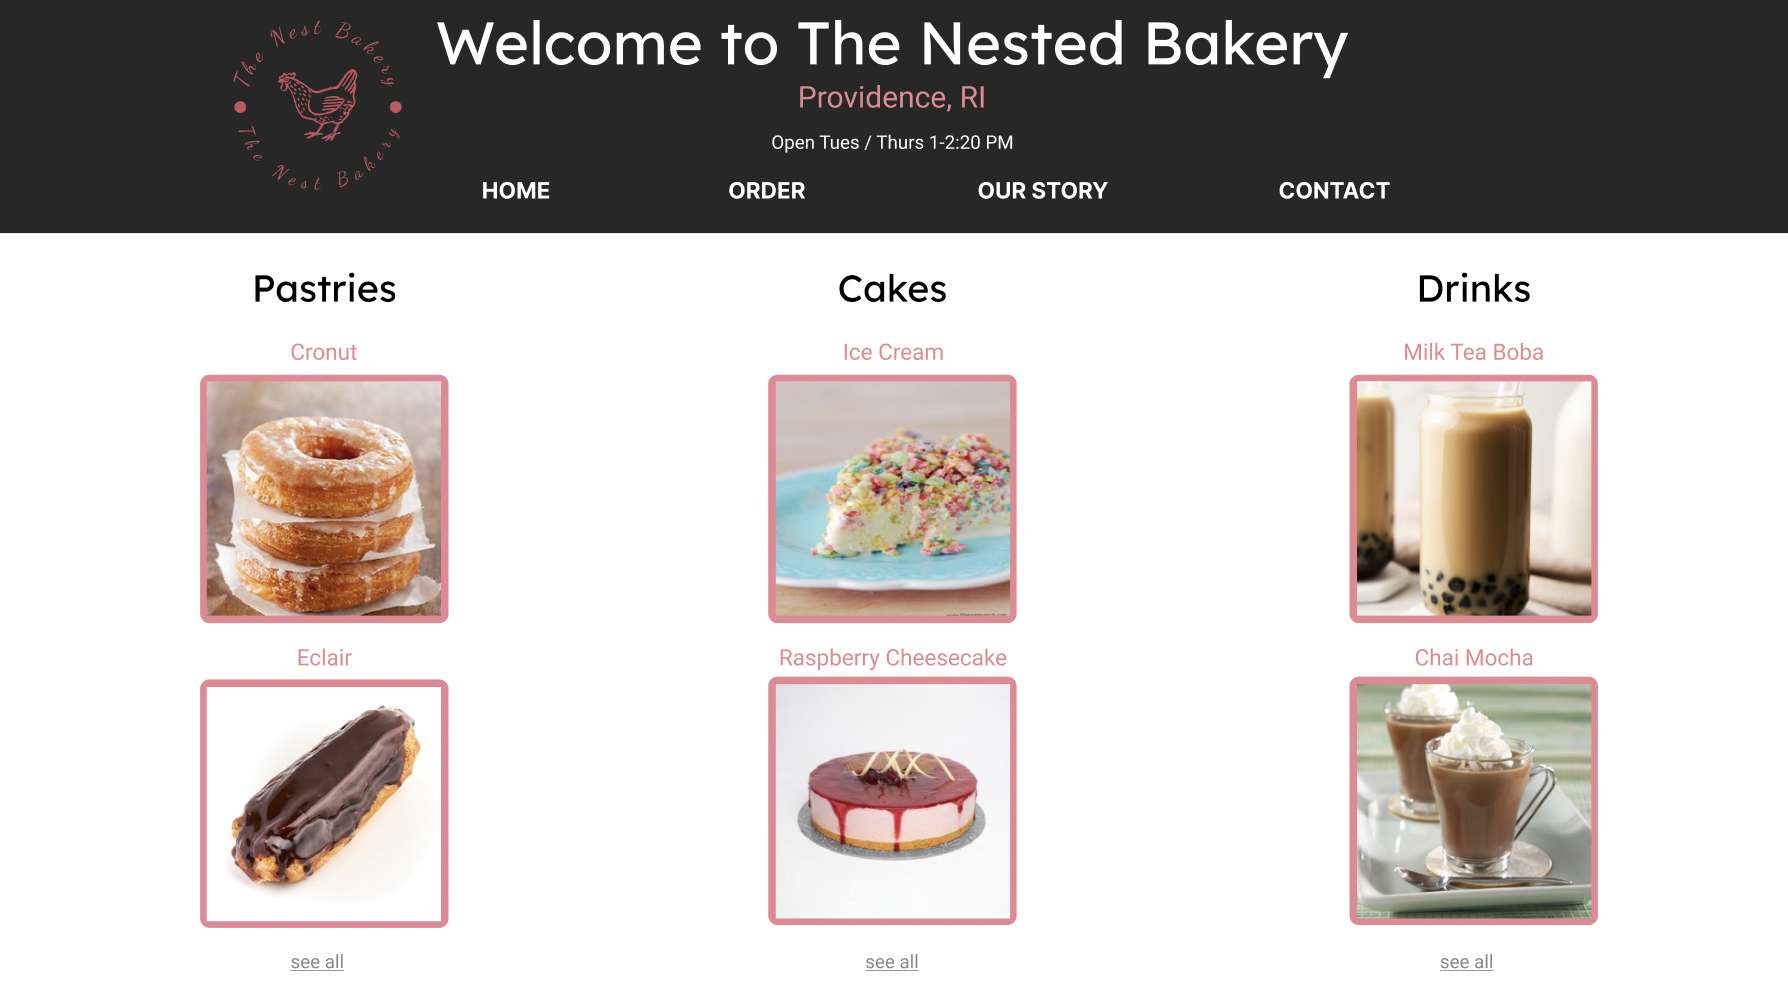 The Nest Bakery
The Nest Bakery
Welcome to The Nested Bakery
Providence, RI
Open Tues / Thurs 1-2:20 PM
HOME
ORDER
OUR STORY
CONTACT
Pastries
Cakes
Drinks
Cronut
Ice Cream
Milk Tea Boba
Eclair
Raspberry Cheesecake
Chai Mocha
see all
see all
see all